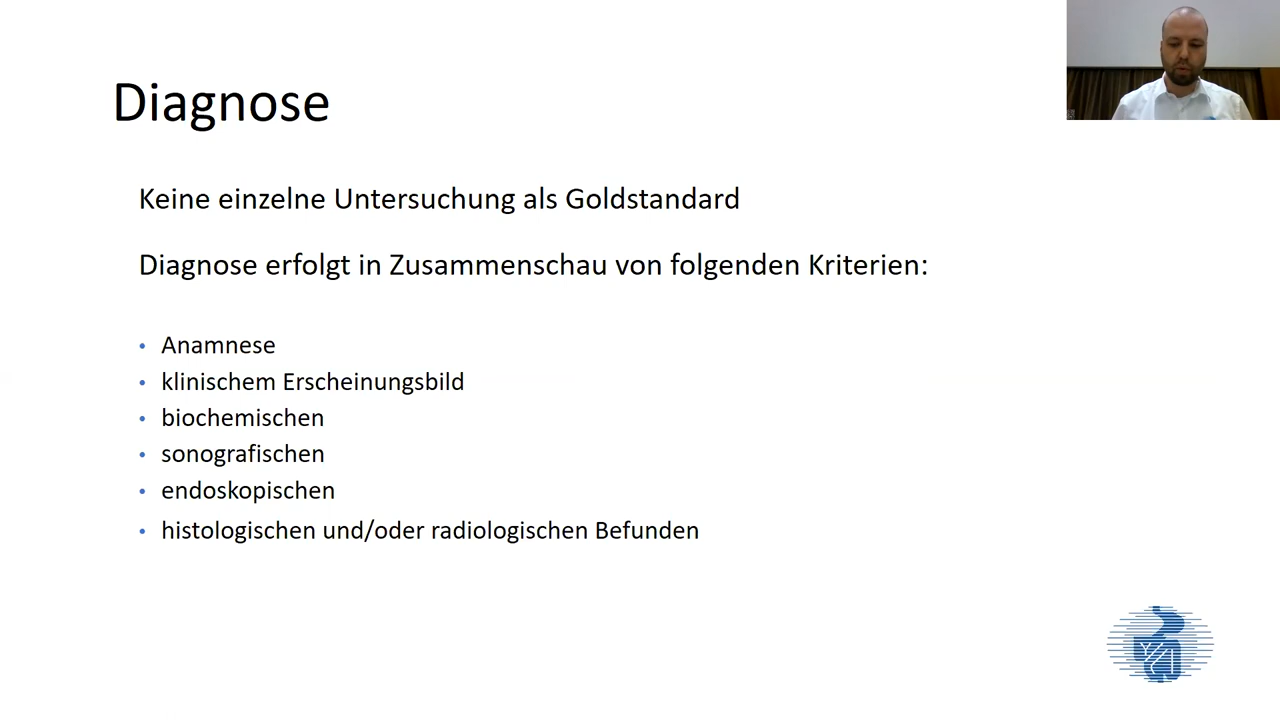 Diagnose
Keine einzelne Untersuchung als Goldstandard
Diagnose erfolgt in Zusammenschau von folgenden Kriterien:
• Anamnese
• klinischem Erscheinungsbild
• biochemischen
• sonografischen
• endoskopischen
• histologischen und/oder radiologischen Befunden